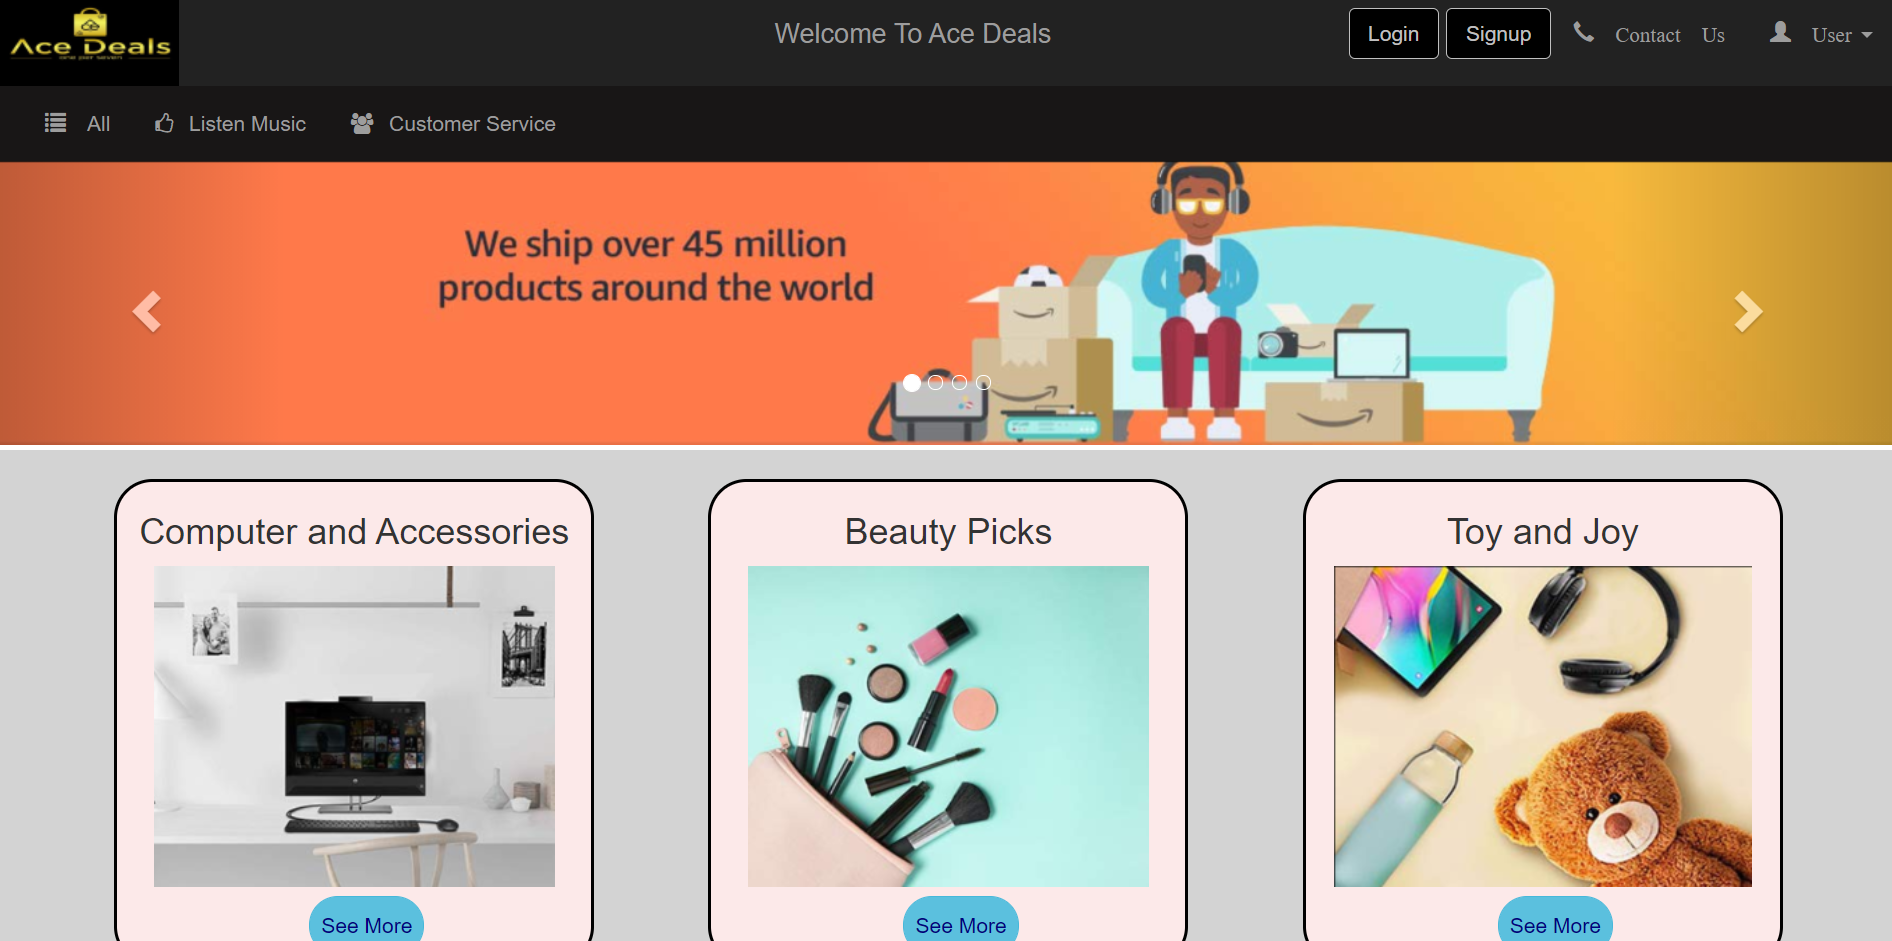 Ace Deals
Welcome To Ace Deals
Login
Signup
Contact Us
User
All
Listen Music
Customer Service
We ship over 45 million
products around the world
Computer and Accessories
Beauty Picks
Toy and Joy
See More
See More
See More